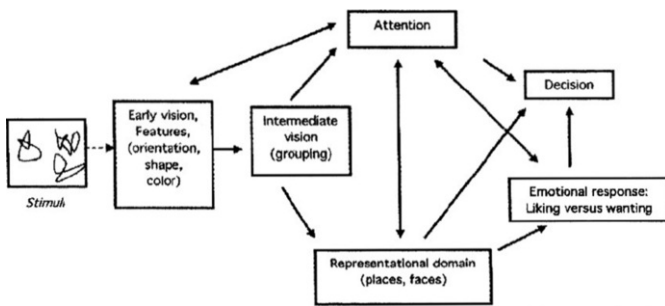 Attention
Decision
Early vision,
Features,
(orientation,
shape,
color)
Intermediate
vision
(grouping)
Stimuli
Emotional response:
Liking versus wanting
Representational domain
(places, faces)